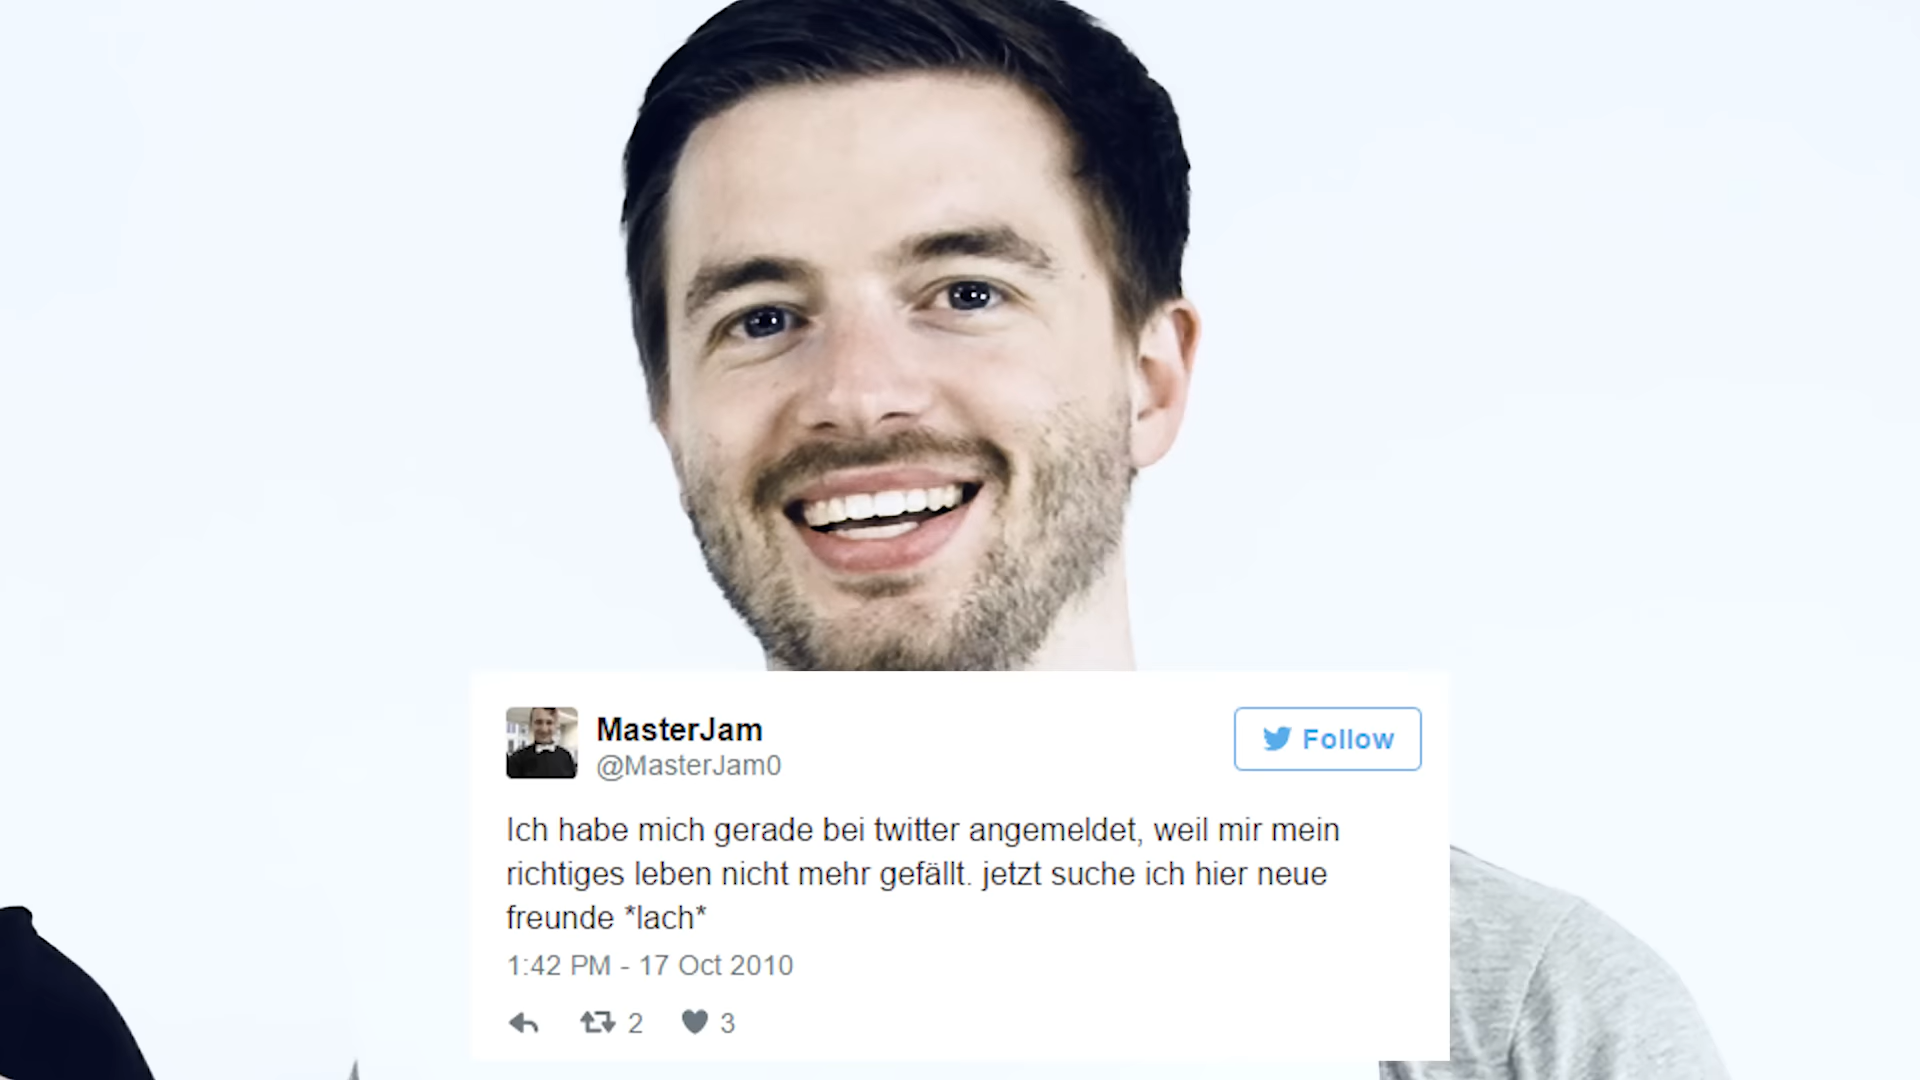 MasterJam
@MasterJam0
Follow
Ich habe mich gerade bei twitter angemeldet, weil mir mein
richtiges leben nicht mehr gefällt. jetzt suche ich hier neue
freunde *lach*
1:42 PM - 17 Oct 2010
2 3